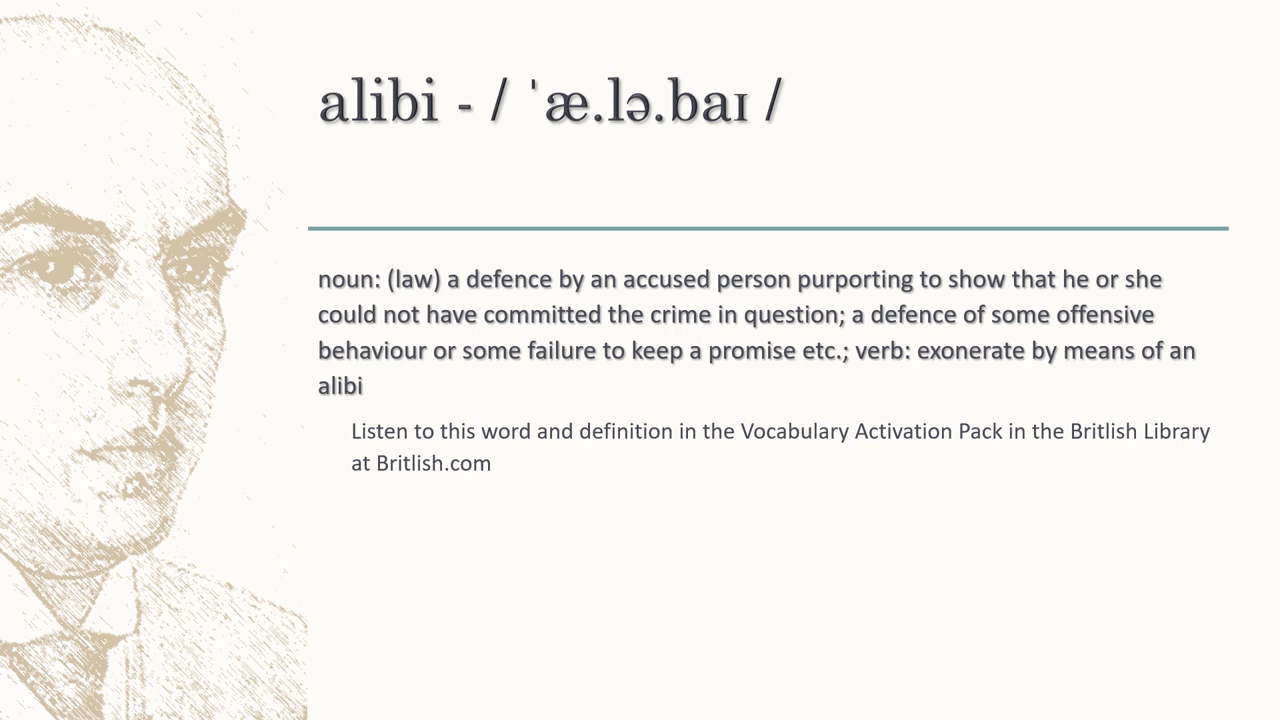 alibi - / ˈæ.lə.baɪ /
noun: (law) a defence by an accused person purporting to show that he or she
could not have committed the crime in question; a defence of some offensive
behaviour or some failure to keep a promise etc.; verb: exonerate by means of an
alibi
Listen to this word and definition in the Vocabulary Activation Pack in the Britlish Library
at Britlish.com